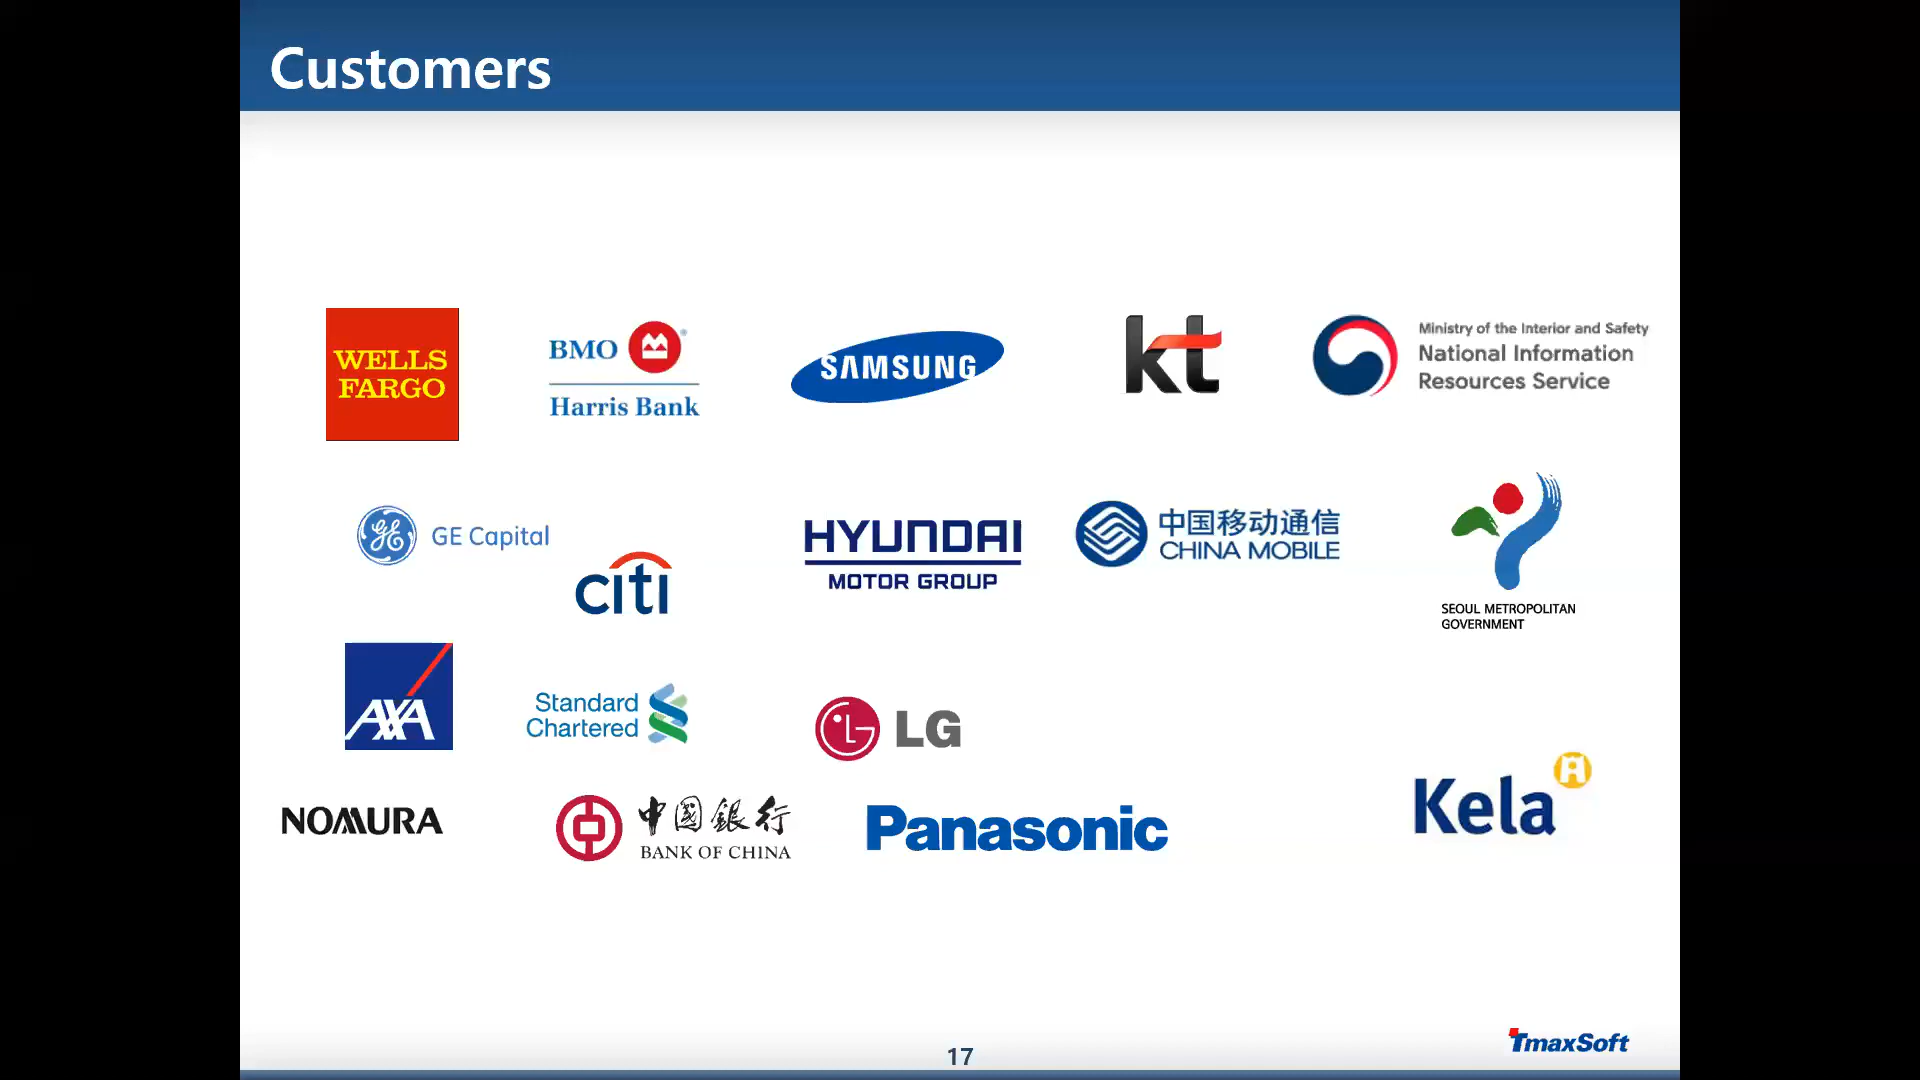 Customers
WELLS
FARGO
BMO
Harris Bank
SAMSUNG
kt
Ministry of the Interior and Safety
National Information
Resources Service
GE
GE Capital
citi
HYUNDAI
MOTOR GROUP
中国移动通信
CHINA MOBILE
SEOUL METROPOLITAN
GOVERNMENT
AXA
Standard
Chartered
LG
NOMURA
中國銀行
BANK OF CHINA
Panasonic
Kela
17
TmaxSoft